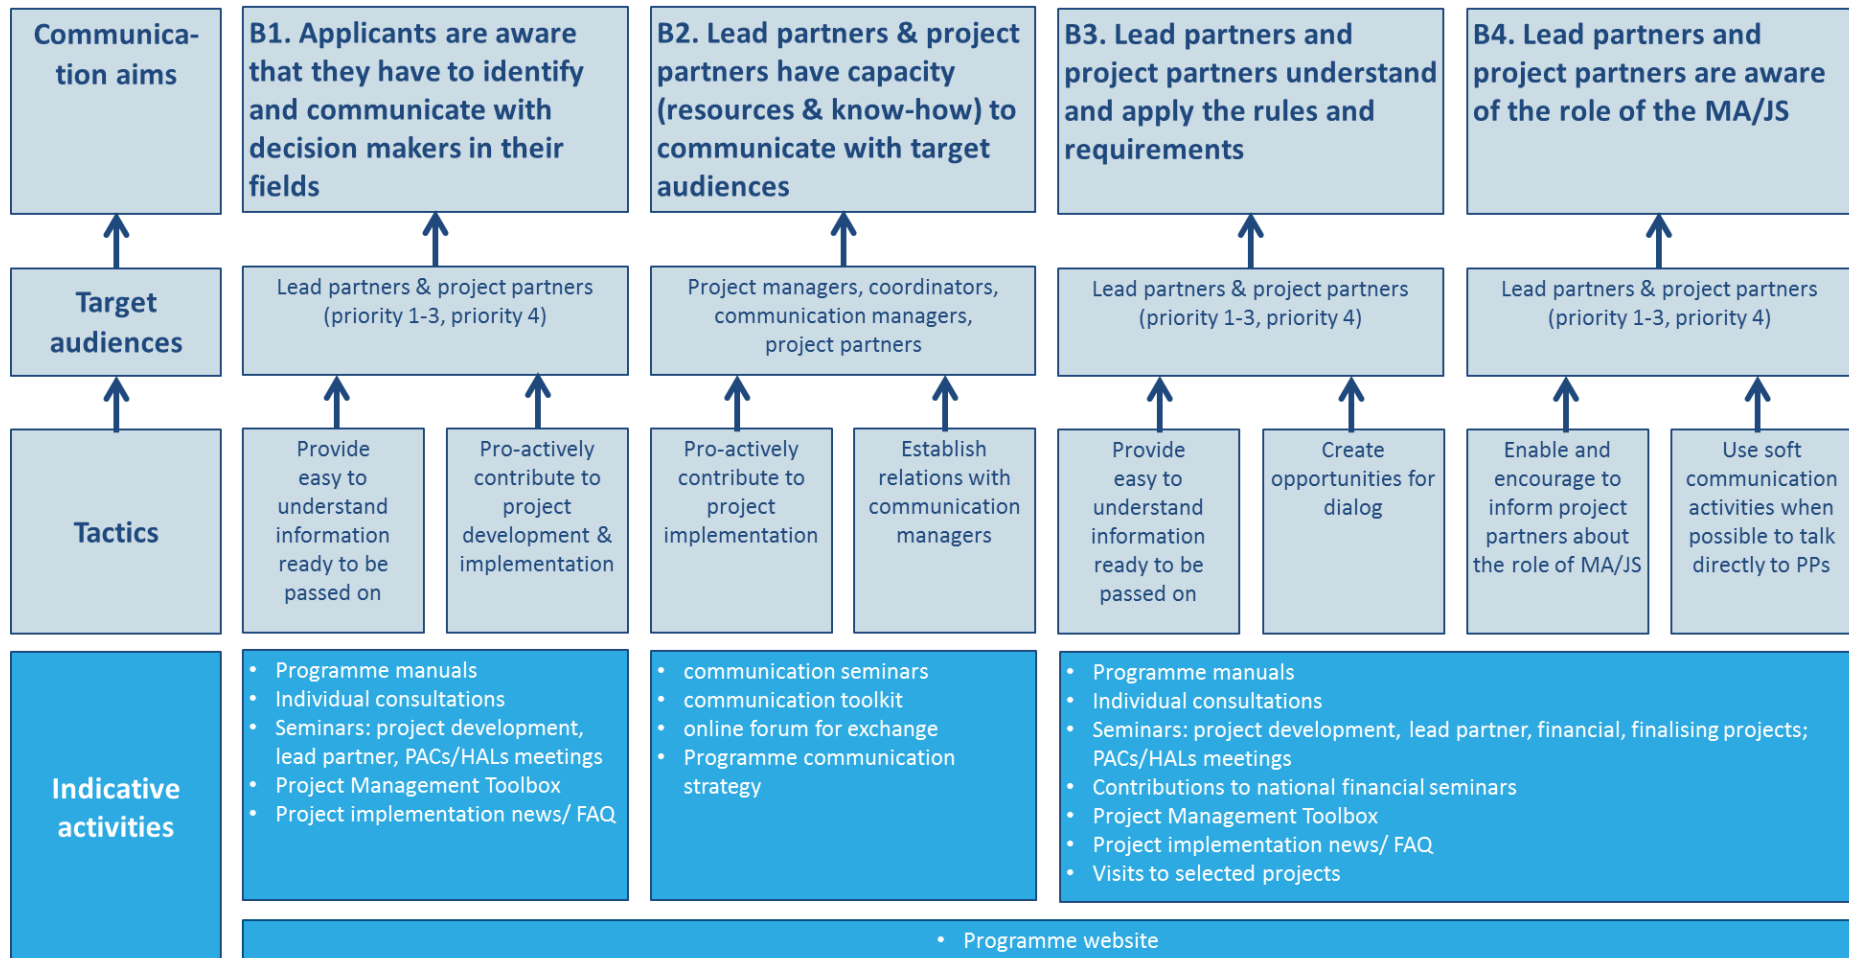 Communica-
tion aims
B1. Applicants are aware
that they have to identify
and communicate with
decision makers in their
fields
B2. Lead partners & project
partners have capacity
(resources & know-how) to
communicate with target
audiences
B3. Lead partners and
project partners understand
and apply the rules and
requirements
B4. Lead partners and
project partners are aware
of the role of the MA/JS
Target
audiences
Lead partners & project partners
(priority 1-3, priority 4)
Project managers, coordinators,
communication managers,
project partners
Lead partners & project partners
(priority 1-3, priority 4)
Lead partners & project partners
(priority 1-3, priority 4)
Tactics
Provide
easy to
understand
information
ready to be
passed on
Pro-actively
contribute to
project
development &
implementation
Pro-actively
contribute to
project
implementation
Establish
relations with
communication
managers
Provide
easy to
understand
information
ready to be
passed on
Create
opportunities for
dialog
Enable and
encourage to
inform project
partners about
the role of MA/JS
Use soft
communication
activities when
possible to talk
directly to PPs
Indicative
activities
• Programme manuals
• Individual consultations
• Seminars: project development,
lead partner, PACs/HALs meetings
• Project Management Toolbox
• Project implementation news/ FAQ
• communication seminars
• communication toolkit
• online forum for exchange
• Programme communication
strategy
• Programme manuals
• Individual consultations
• Seminars: project development, lead partner, financial, finalising projects;
PACs/HALs meetings
• Contributions to national financial seminars
• Project Management Toolbox
• Project implementation news/ FAQ
• Visits to selected projects
• Programme website